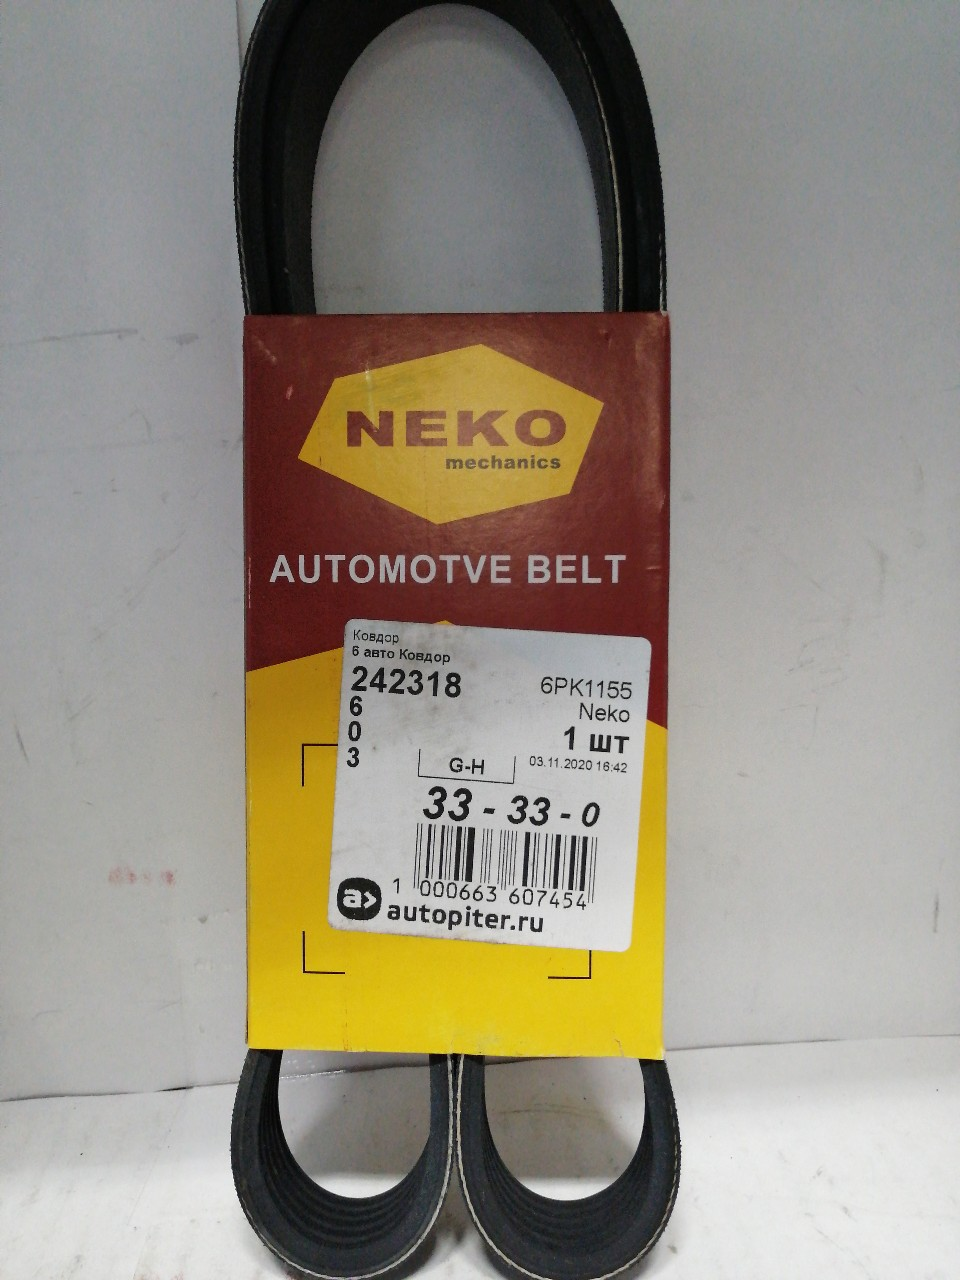 NEKO
mechanics
AUTOMOTVE BELT
Ковдор
6 авто Ковдор
242318
6PK1155
6
Neko
0
1 шт
3
G-H
03.11.2020 16:42
33 - 33 - 0
1 000663 607454
a>
autopiter.ru